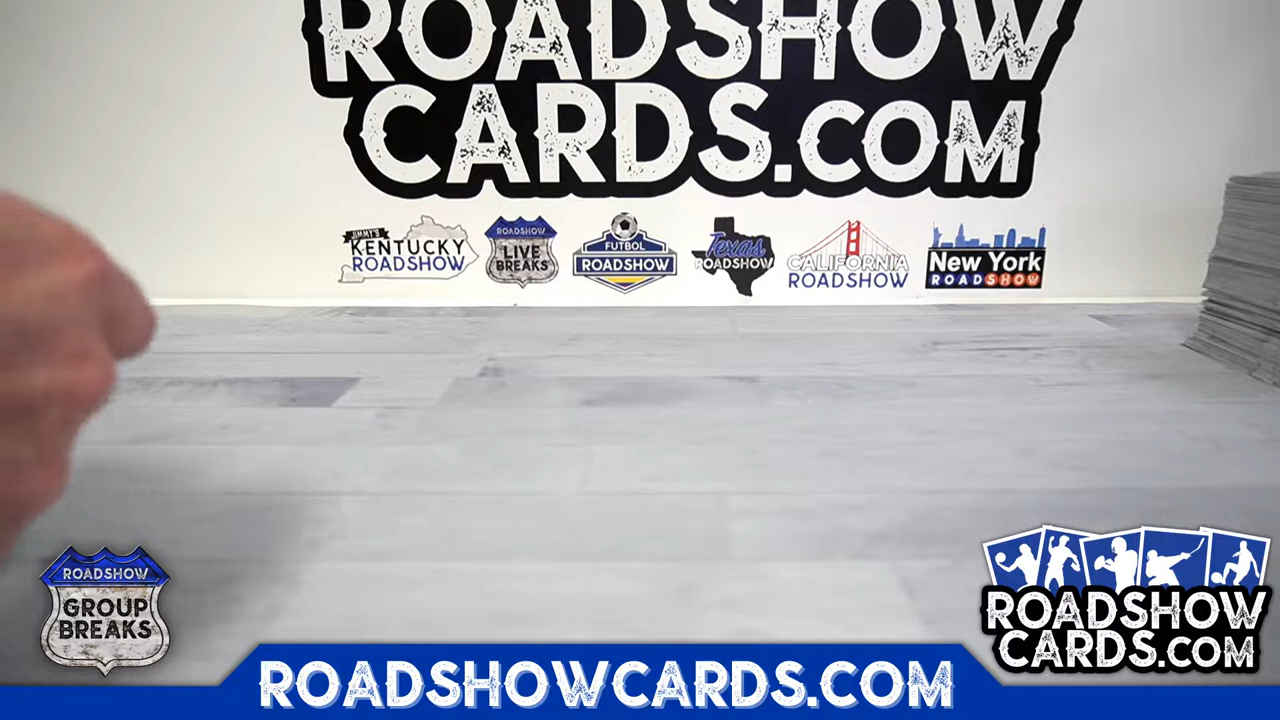 ROADSHOW
CARDS.COM
JIMMY'S
KENTUCKY
ROADSHOW
ROADSHOW
LIVE
BREAKS
FUTBOL
ROADSHOW
Texas
ROADSHOW
CALIFORNIA
ROADSHOW
New York
ROADSHOW
ROADSHOW
GROUP
BREAKS
ROADSHOWCARDS.COM
ROADSHOW
CARDS.COM